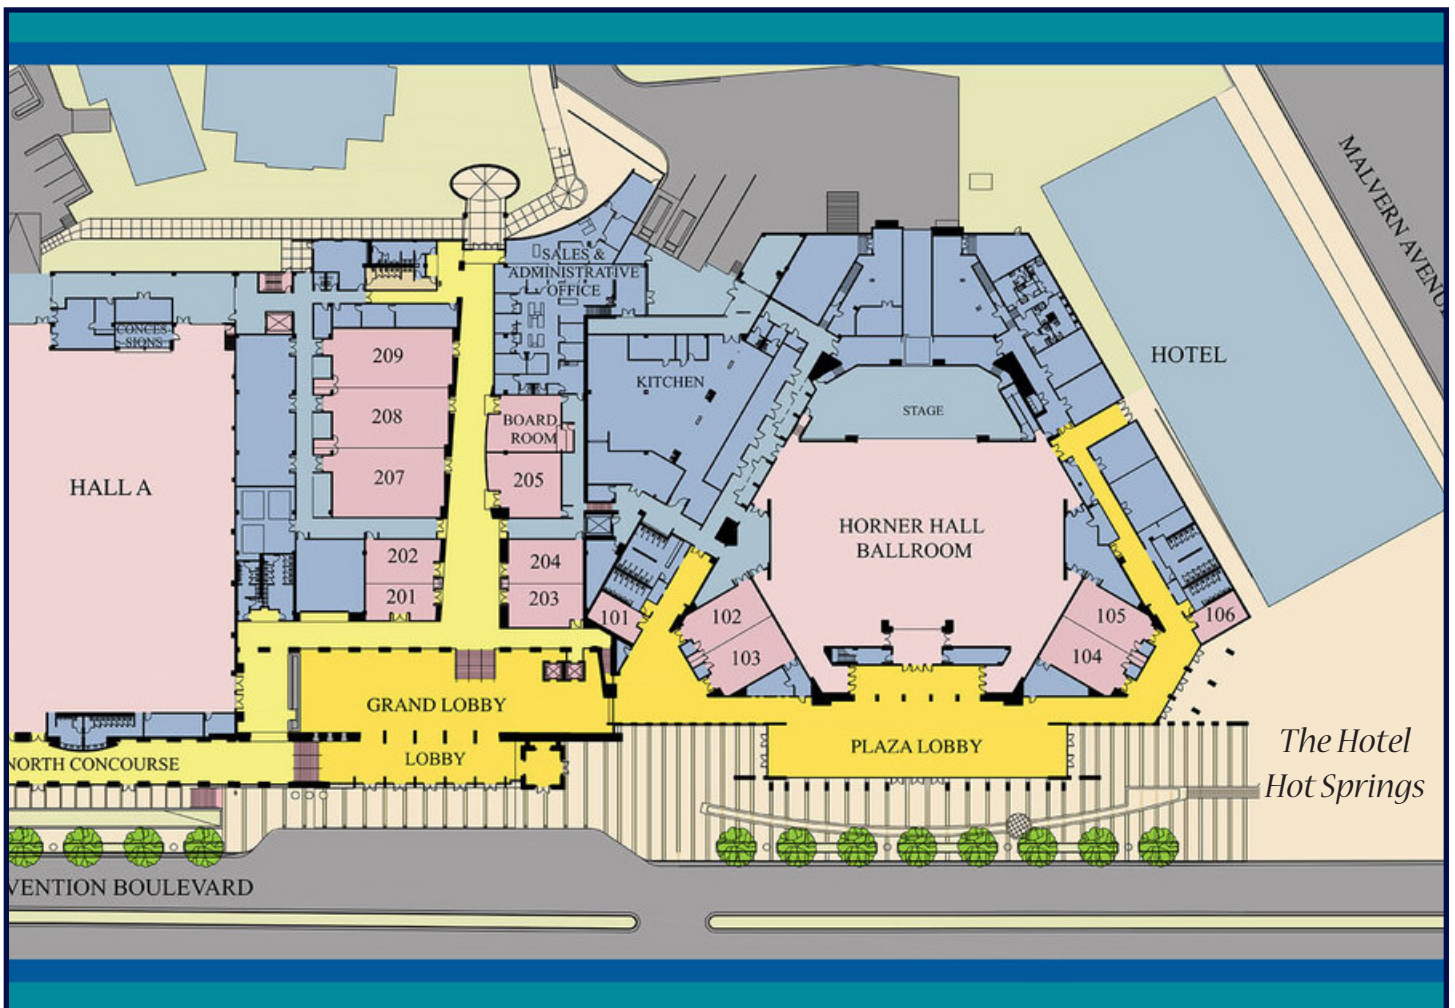 MALVERN AVENU
SALES &
ADMINISTRATIVE
OFFICE
CONCES
SIONS
209
HOTEL
KITCHEN
208
BOARD
ROOM
STAGE
207
205
HALL A
HORNER HALL
BALLROOM
202
204
201
203
101
102
105
106
103
104
GRAND LOBBY
LOBBY
PLAZA LOBBY
NORTH CONCOURSE
The Hotel
Hot Springs
VENTION BOULEVARD